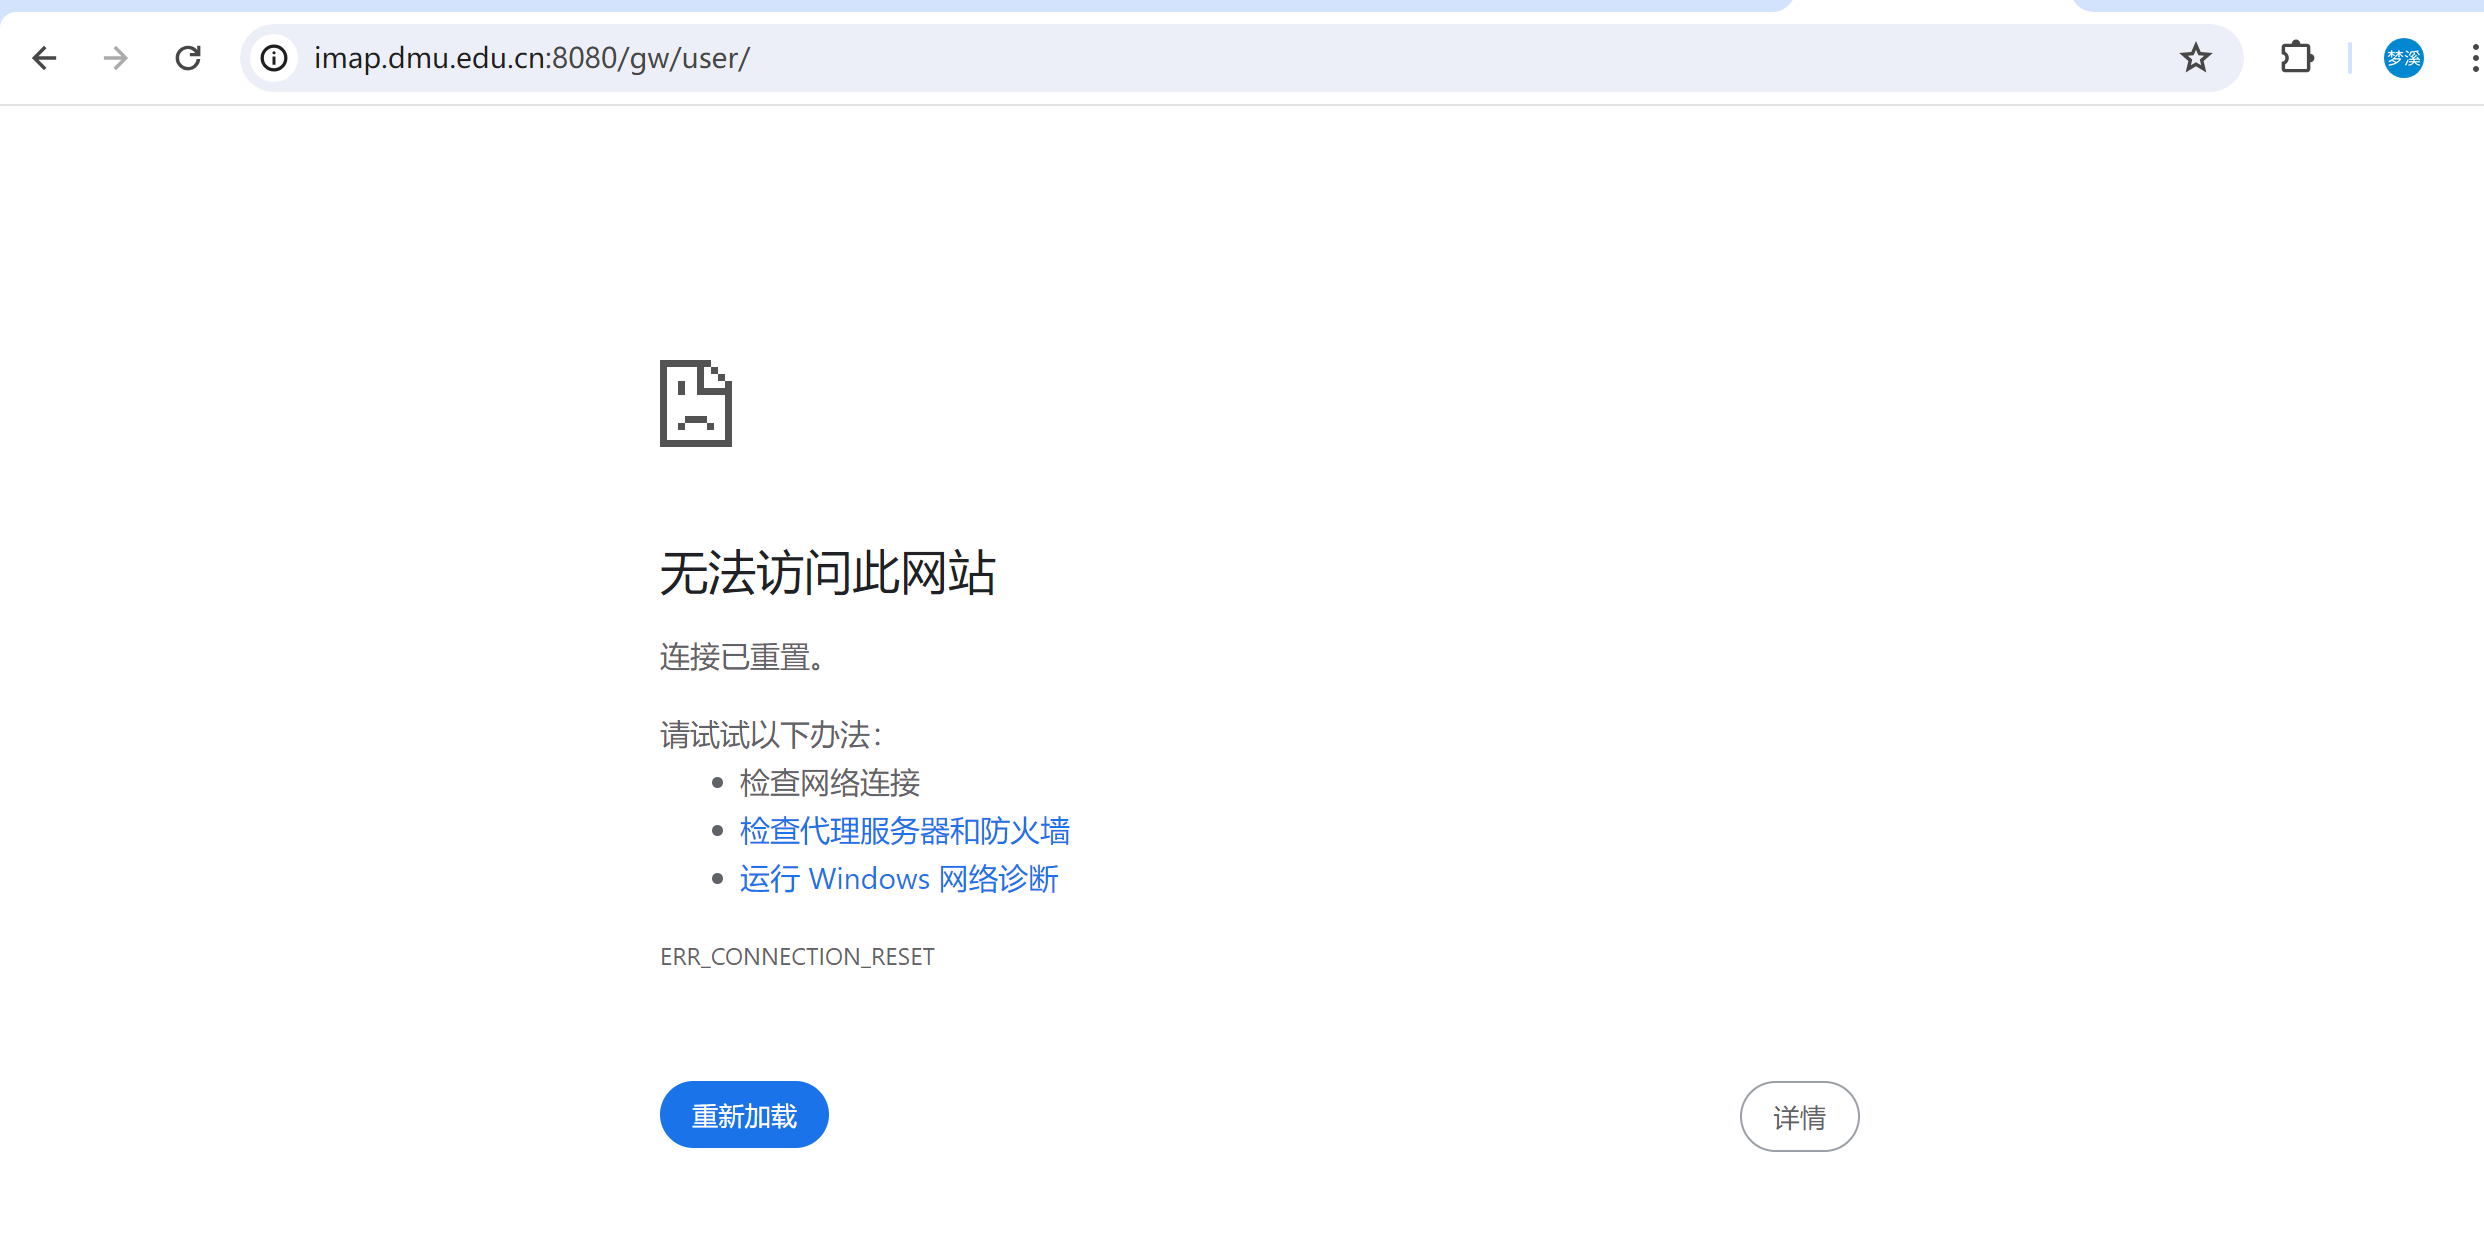 imap.dmu.edu.cn:8080/gw/user/
梦溪
无法访问此网站
连接已重置。
请试试以下办法：
检查网络连接
检查代理服务器和防火墙
运行 Windows 网络诊断
ERR_CONNECTION_RESET
重新加载
详情